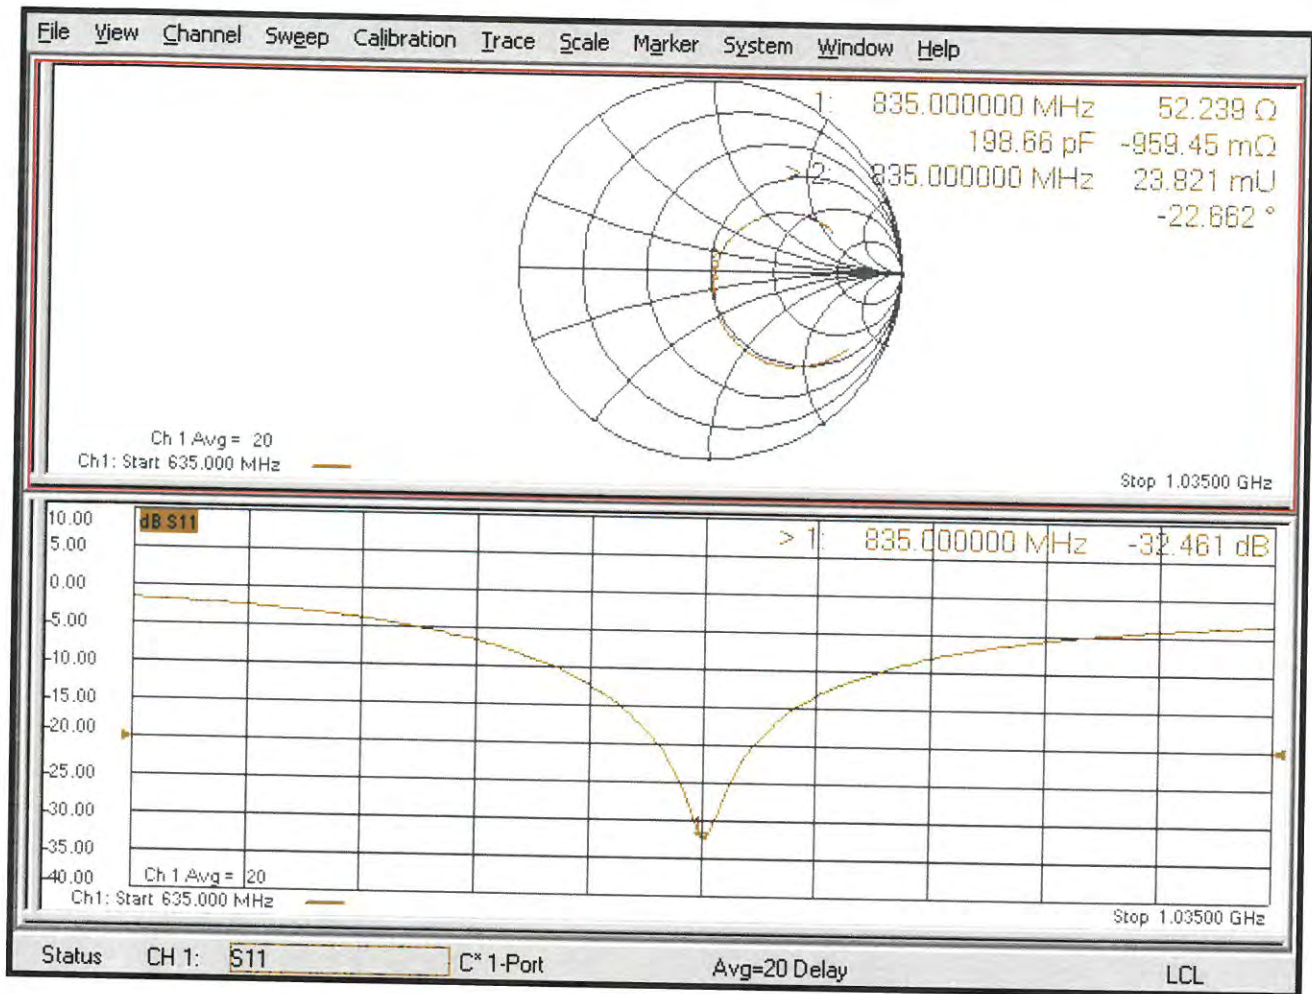 File View Channel Sweep Calibration Trace Scale Marker System Window Help
1: 835.000000 MHz 52.239 Ω
198.66 pF -959.45 mΩ
> 2: 835.000000 MHz 23.821 mU
-22.662 °
Ch 1 Avg = 20
Ch1: Start 635.000 MHz
Stop 1.03500 GHz
10.00
dB S11
> 1: 835.000000 MHz -32.461 dB
5.00
0.00
-5.00
-10.00
-15.00
-20.00
-25.00
-30.00
-35.00
-40.00
Ch 1 Avg = 20
Ch1: Start 635.000 MHz
Stop 1.03500 GHz
Status CH 1: S11 C* 1-Port Avg=20 Delay LCL